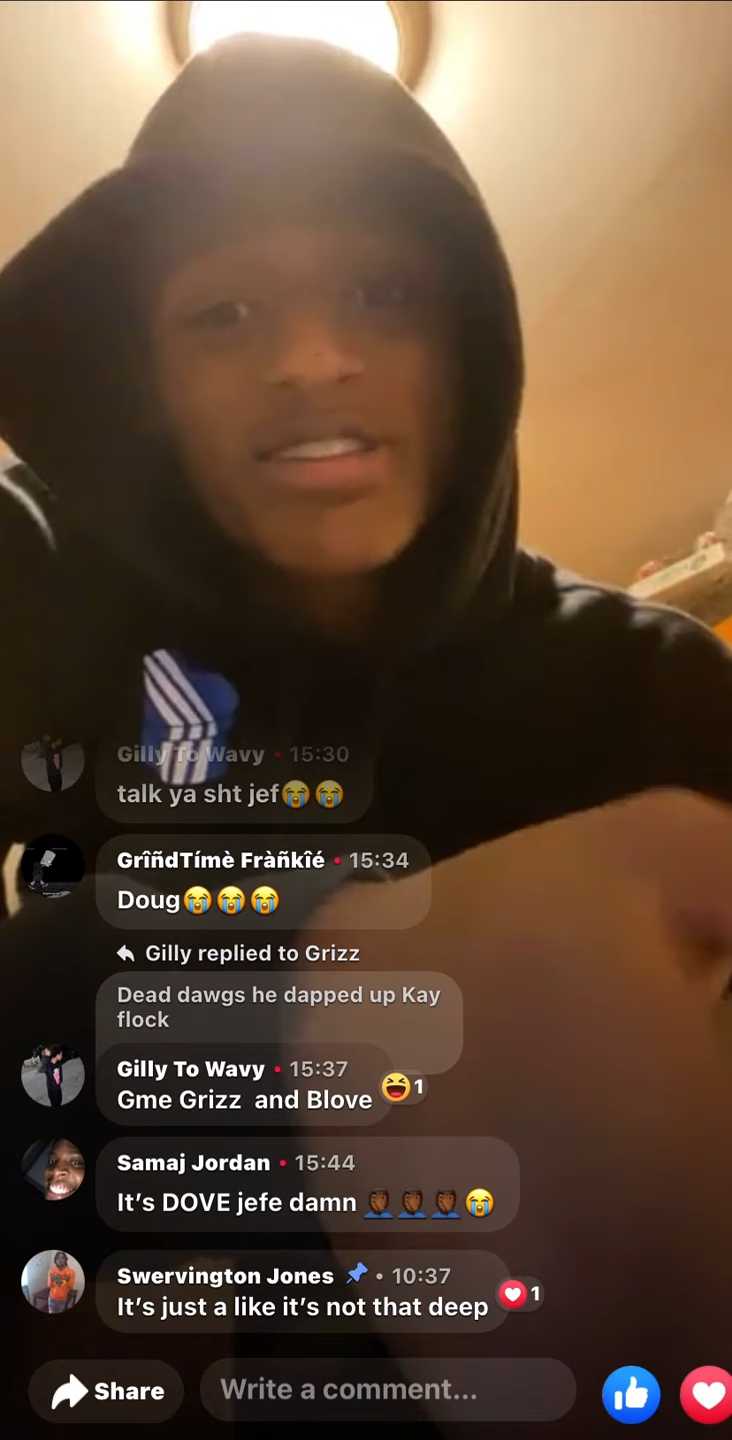 Gilly To Wavy • 15:30
talk ya sht jef😭😭
GrîñdTímè Fràñkîé • 15:34
Doug😭😭😭
Gilly replied to Grizz
Dead dawgs he dapped up Kay
flock
Gilly To Wavy • 15:37
Gme Grizz and Blove
😆1
Samaj Jordan • 15:44
It’s DOVE jefe damn 🤦🏾‍♂️🤦🏾‍♂️🤦🏾‍♂️😭
Swervington Jones 📌 • 10:37
It’s just a like it’s not that deep
❤️1
Share
Write a comment...